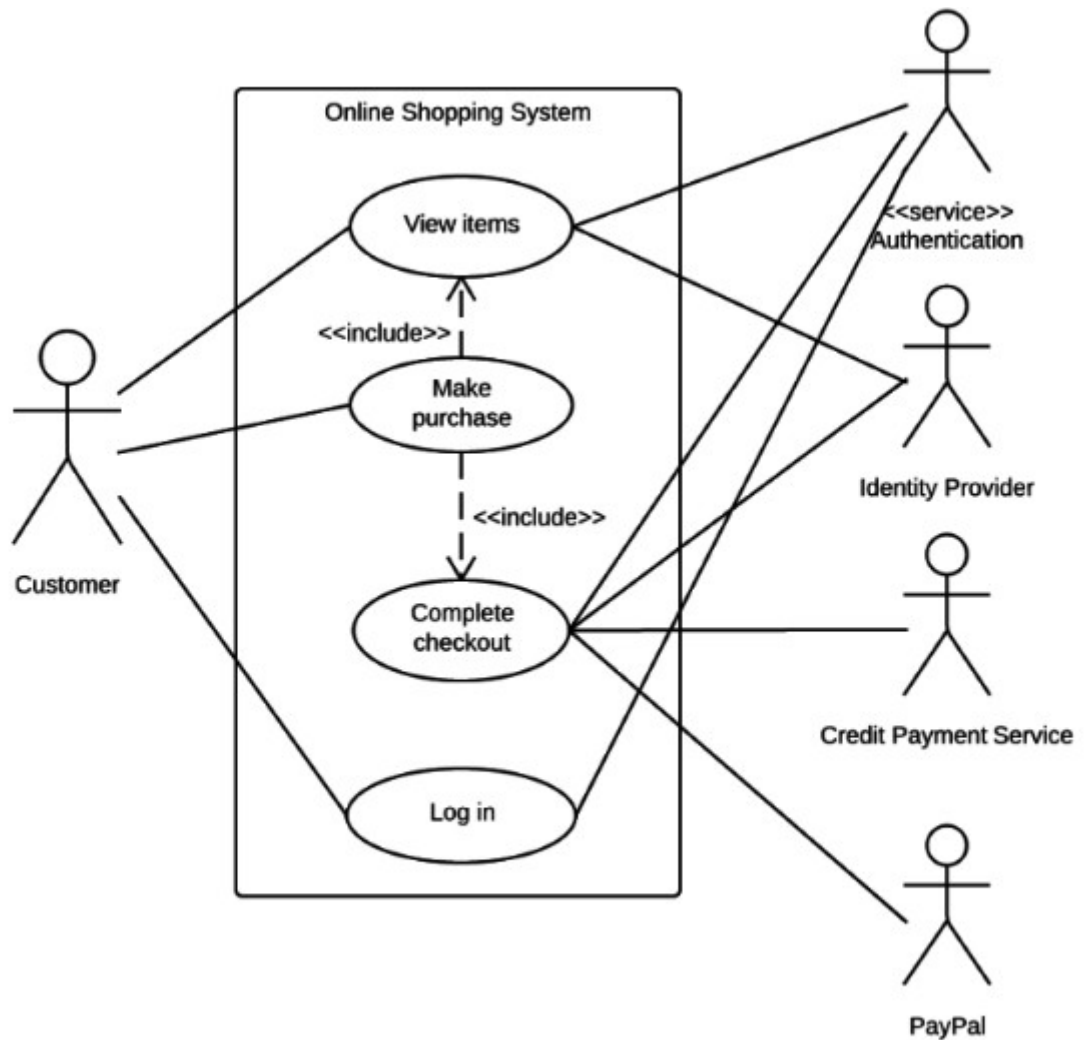 Online Shopping System
View items
<<include>>
Make
purchase
<<include>>
Complete
checkout
Log in
Customer
<<service>>
Authentication
Identity Provider
Credit Payment Service
PayPal